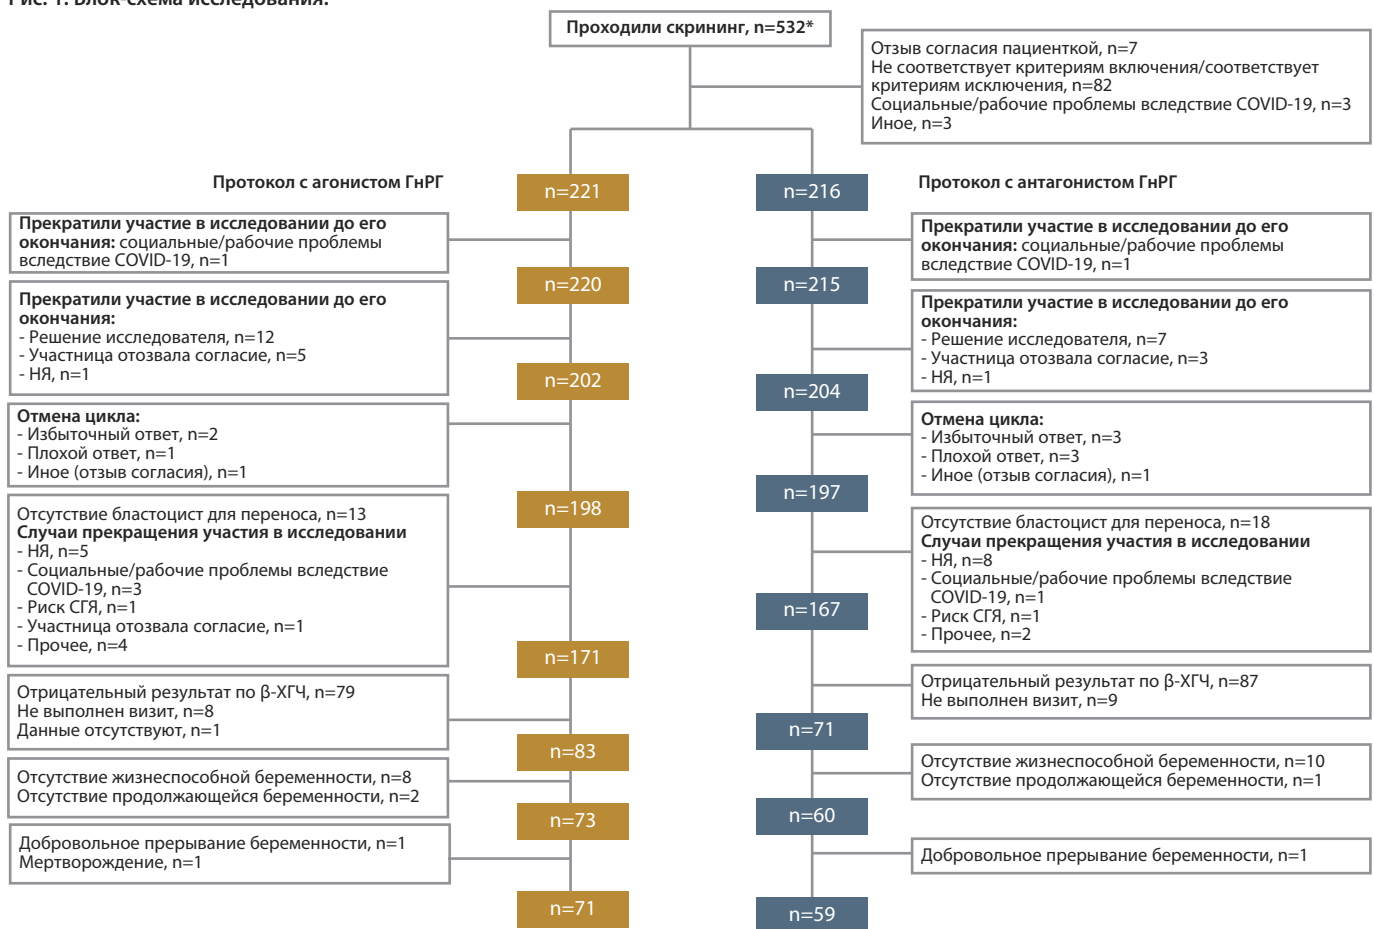 Рис. 1. Блок-схема исследования.
Проходили скрининг, n=532*
Отзыв согласия пациенткой, n=7
Не соответствует критериям включения/соответствует
критериям исключения, n=82
Социальные/рабочие проблемы вследствие COVID-19, n=3
Иное, n=3
Протокол с агонистом ГнРГ
n=221
n=216
Протокол с антагонистом ГнРГ
Прекратили участие в исследовании до его
окончания: социальные/рабочие проблемы
вследствие COVID-19, n=1
Прекратили участие в исследовании до его
окончания: социальные/рабочие проблемы
вследствие COVID-19, n=1
n=220
n=215
Прекратили участие в исследовании до его
окончания:
- Решение исследователя, n=12
- Участница отозвала согласие, n=5
- НЯ, n=1
Прекратили участие в исследовании до его
окончания:
- Решение исследователя, n=7
- Участница отозвала согласие, n=3
- НЯ, n=1
n=202
n=204
Отмена цикла:
- Избыточный ответ, n=2
- Плохой ответ, n=1
- Иное (отзыв согласия), n=1
Отмена цикла:
- Избыточный ответ, n=3
- Плохой ответ, n=3
- Иное (отзыв согласия), n=1
n=198
n=197
Отсутствие бластоцист для переноса, n=13
Случаи прекращения участия в исследовании
- НЯ, n=5
- Социальные/рабочие проблемы вследствие
COVID-19, n=3
- Риск СГЯ, n=1
- Участница отозвала согласие, n=1
- Прочее, n=4
Отсутствие бластоцист для переноса, n=18
Случаи прекращения участия в исследовании
- НЯ, n=8
- Социальные/рабочие проблемы вследствие
COVID-19, n=1
- Риск СГЯ, n=1
- Прочее, n=2
n=171
n=167
Отрицательный результат по β-ХГЧ, n=79
Не выполнен визит, n=8
Данные отсутствуют, n=1
Отрицательный результат по β-ХГЧ, n=87
Не выполнен визит, n=9
n=83
n=71
Отсутствие жизнеспособной беременности, n=8
Отсутствие продолжающейся беременности, n=2
Отсутствие жизнеспособной беременности, n=10
Отсутствие продолжающейся беременности, n=1
n=73
n=60
Добровольное прерывание беременности, n=1
Мертворождение, n=1
Добровольное прерывание беременности, n=1
n=71
n=59